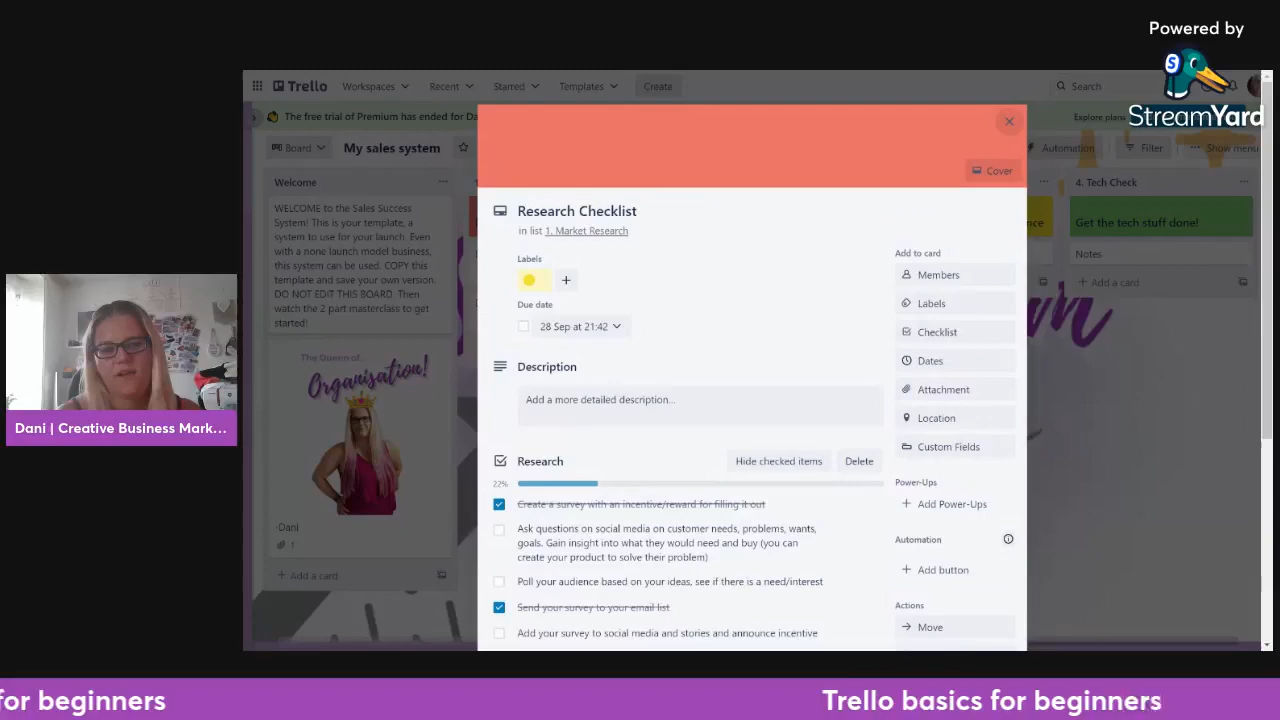 Powered by
StreamYard
Trello
Workspaces
Recent
Starred
Templates
Create
Search
The free trial of Premium has ended for Da
Explore plans
Board
My sales system
Automation
Filter
Show menu
Welcome
WELCOME to the Sales Success
System! This is your template, a
system to use for your launch. Even
with a none launch model business,
this system can be used. COPY this
template and save your own version.
DO NOT EDIT THIS BOARD. Then
watch the 2 part masterclass to get
started!
The Queen of...
Organisation!
Dani
1
+ Add a card
Cover
Research Checklist
in list 1. Market Research
Labels
Due date
28 Sep at 21:42
Description
Add a more detailed description...
Research
Hide checked items
Delete
22%
Create a survey with an incentive/reward for filling it out
Ask questions on social media on customer needs, problems, wants,
goals. Gain insight into what they would need and buy (you can
create your product to solve their problem)
Poll your audience based on your ideas, see if there is a need/interest
Send your survey to your email list
Add your survey to social media and stories and announce incentive
Add to card
Members
Labels
Checklist
Dates
Attachment
Location
Custom Fields
Power-Ups
+ Add Power-Ups
Automation
+ Add button
Actions
Move
4. Tech Check
Get the tech stuff done!
Notes
+ Add a card
Dani | Creative Business Mark...
for beginners
Trello basics for beginners